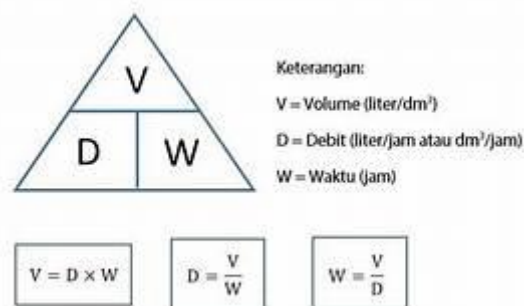 V
D W
Keterangan:
V = Volume (liter/dm³)
D = Debit (liter/jam atau dm³/jam)
W = Waktu (jam)
V = D × W
D = V/W
W = V/D